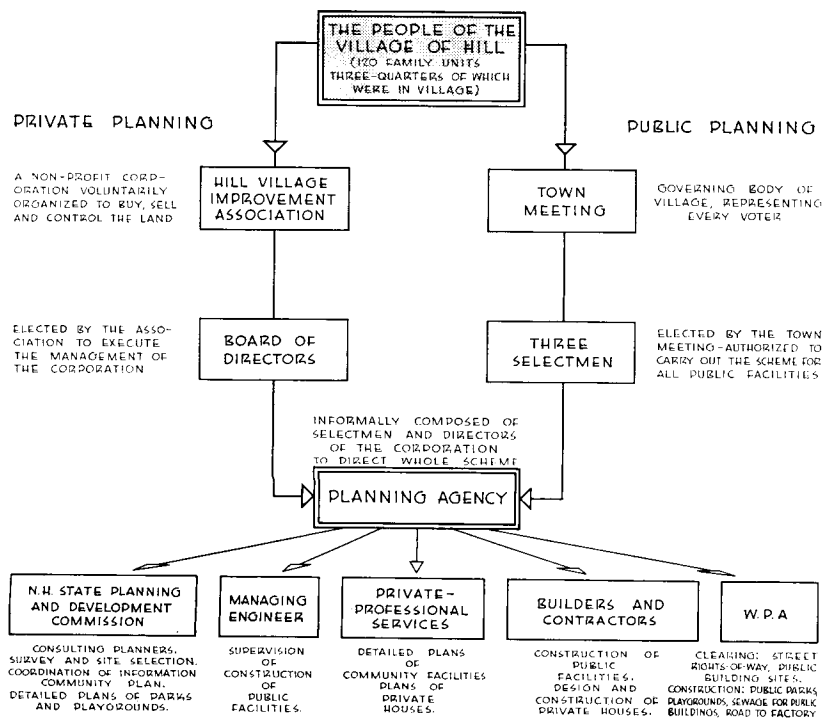 THE PEOPLE OF THE
VILLAGE OF HILL
(120 FAMILY UNITS
THREE-QUARTERS OF WHICH
WERE IN VILLAGE)
PRIVATE PLANNING
PUBLIC PLANNING
A NON-PROFIT CORP-
ORATION VOLUNTARILY
ORGANIZED TO BUY, SELL
AND CONTROL THE LAND
HILL VILLAGE
IMPROVEMENT
ASSOCIATION
TOWN
MEETING
GOVERNING BODY OF
VILLAGE, REPRESENTING
EVERY VOTER
ELECTED BY THE ASSO-
CIATION TO EXECUTE
THE MANAGEMENT OF
THE CORPORATION
BOARD OF
DIRECTORS
THREE
SELECTMEN
ELECTED BY THE TOWN
MEETING-AUTHORIZED TO
CARRY OUT THE SCHEME FOR
ALL PUBLIC FACILITIES
INFORMALLY COMPOSED OF
SELECTMEN AND DIRECTORS
OF THE CORPORATION
TO DIRECT WHOLE SCHEME
PLANNING AGENCY
N.H. STATE PLANNING
AND DEVELOPMENT
COMMISSION
CONSULTING PLANNERS.
SURVEY AND SITE SELECTION.
COORDINATION OF INFORMATION
COMMUNITY PLAN.
DETAILED PLANS OF PARKS
AND PLAYGROUNDS.
MANAGING
ENGINEER
SUPERVISION
OF
CONSTRUCTION
OF
PUBLIC
FACILITIES.
PRIVATE-
PROFESSIONAL
SERVICES
DETAILED PLANS
OF
COMMUNITY FACILITIES
PLANS OF
PRIVATE
HOUSES.
BUILDERS AND
CONTRACTORS
CONSTRUCTION OF
PUBLIC
FACILITIES.
DESIGN AND
CONSTRUCTION OF
PRIVATE HOUSES.
W.P.A
CLEARING: STREET
RIGHTS-OF-WAY, PUBLIC
BUILDING SITES.
CONSTRUCTION: PUBLIC PARKS,
PLAYGROUNDS, SEWAGE FOR PUBLIC
BUILDINGS, ROAD TO FACTORY